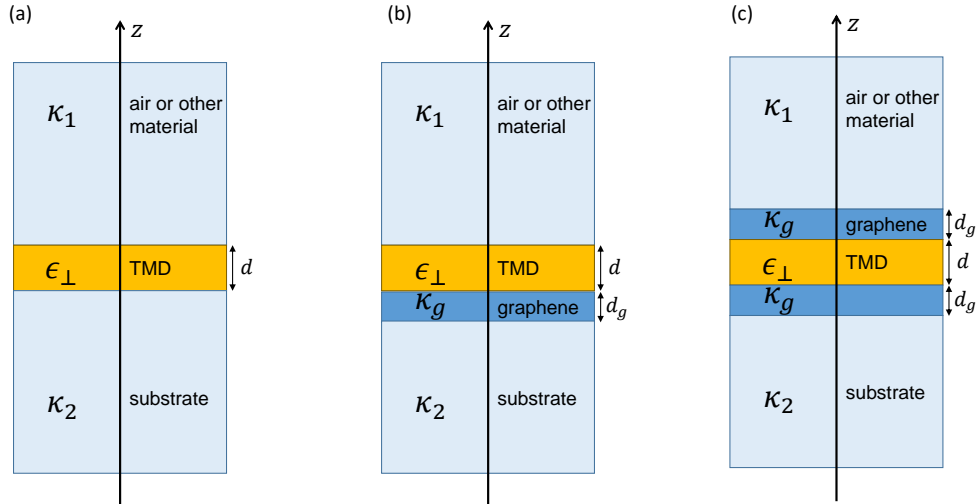 (a)
z
κ1
air or other
material
ϵ⊥
TMD
d
κ2
substrate
(b)
z
κ1
air or other
material
ϵ⊥
TMD
d
κg
graphene
dg
κ2
substrate
(c)
z
κ1
air or other
material
κg
graphene
dg
ϵ⊥
TMD
d
κg
dg
κ2
substrate